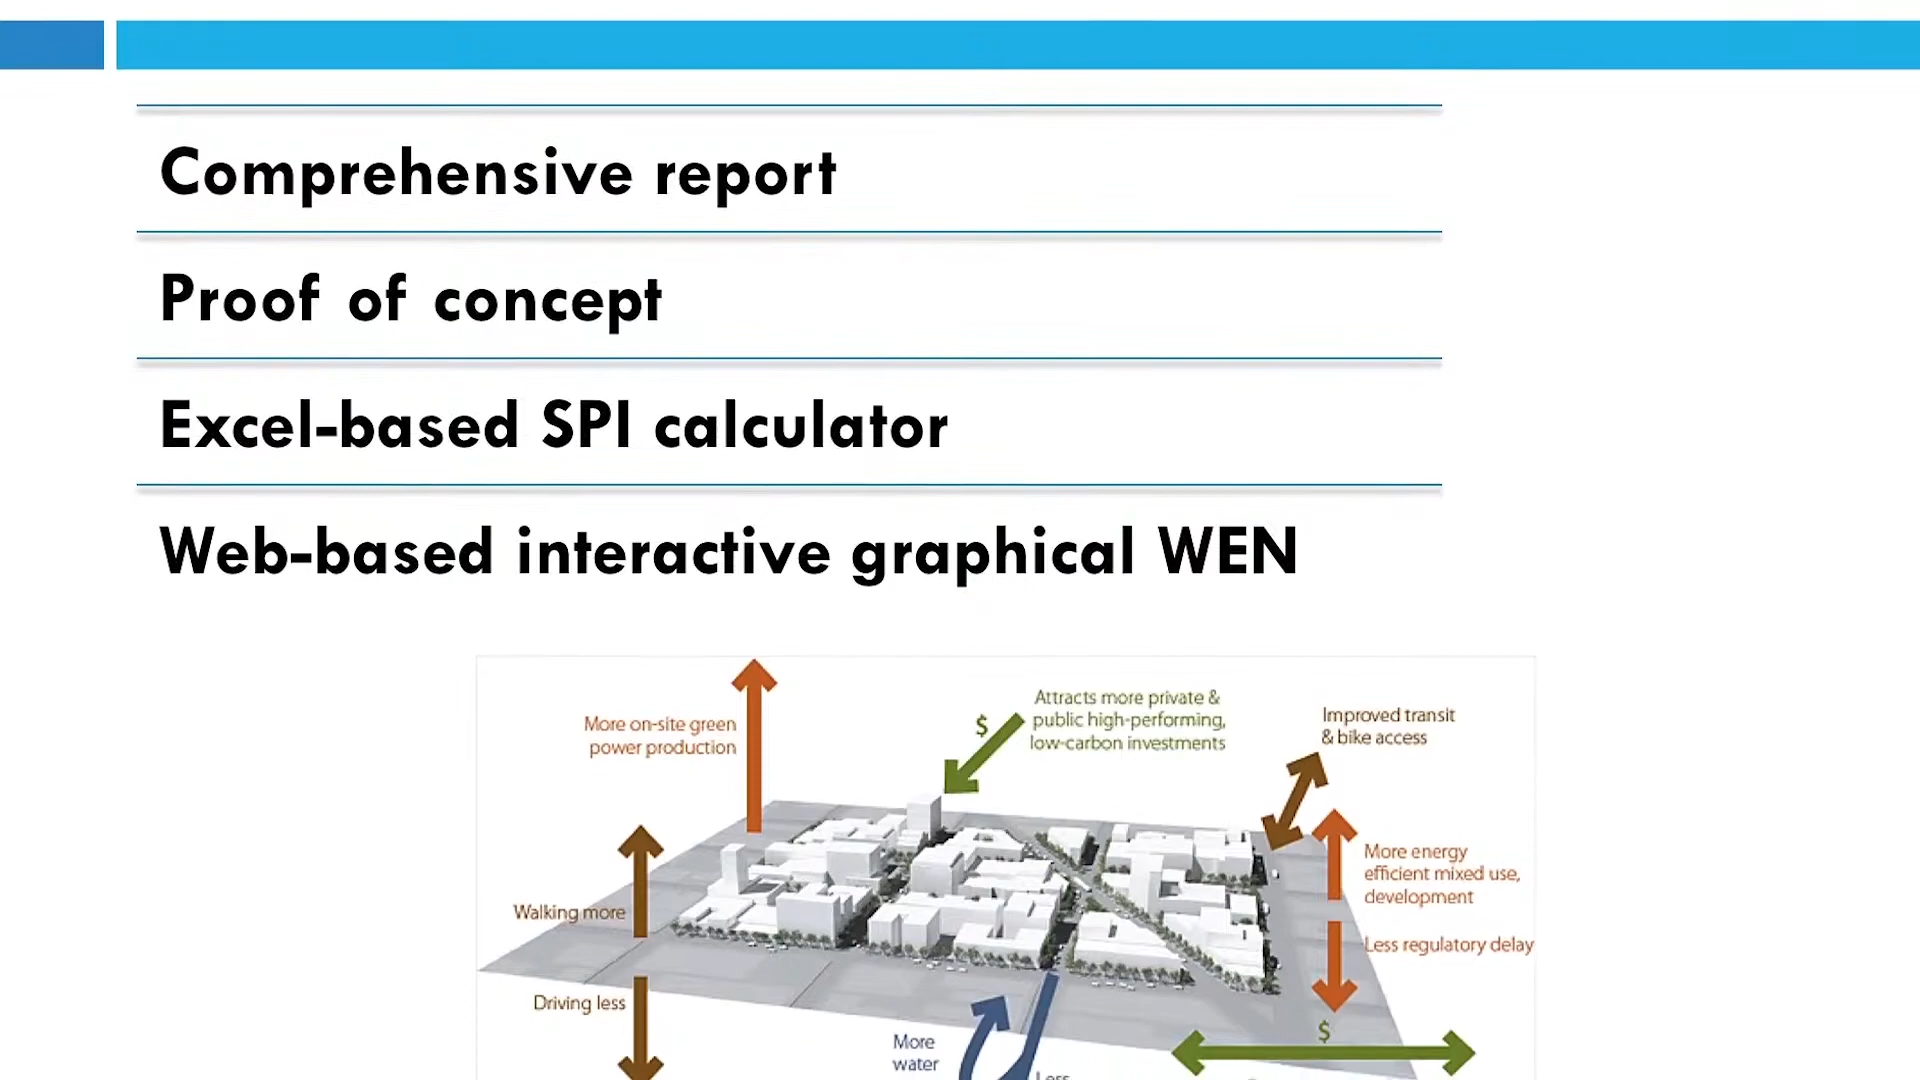 Comprehensive report
Proof of concept
Excel-based SPI calculator
Web-based interactive graphical WEN
More on-site green
power production
$
Attracts more private &
public high-performing,
low-carbon investments
Improved transit
& bike access
More energy
efficient mixed use,
development
Walking more
Less regulatory delay
Driving less
$
More
water
Less